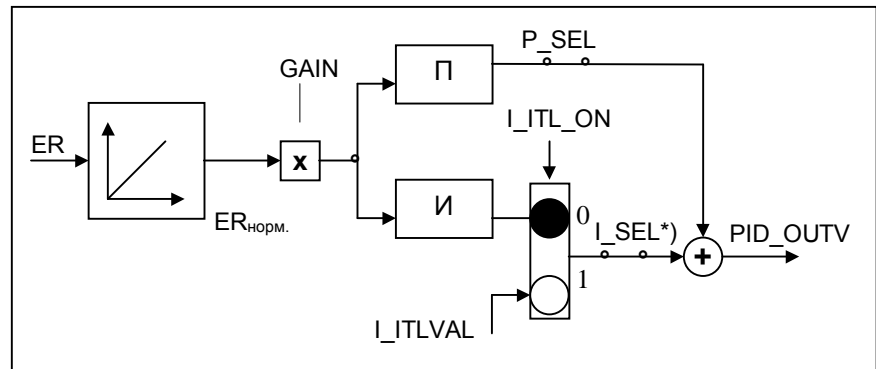 P_SEL
GAIN
П
I_ITL_ON
ER
x
И
0
I_SEL*)
PID_OUTV
ERнорм.
+
1
I_ITLVAL